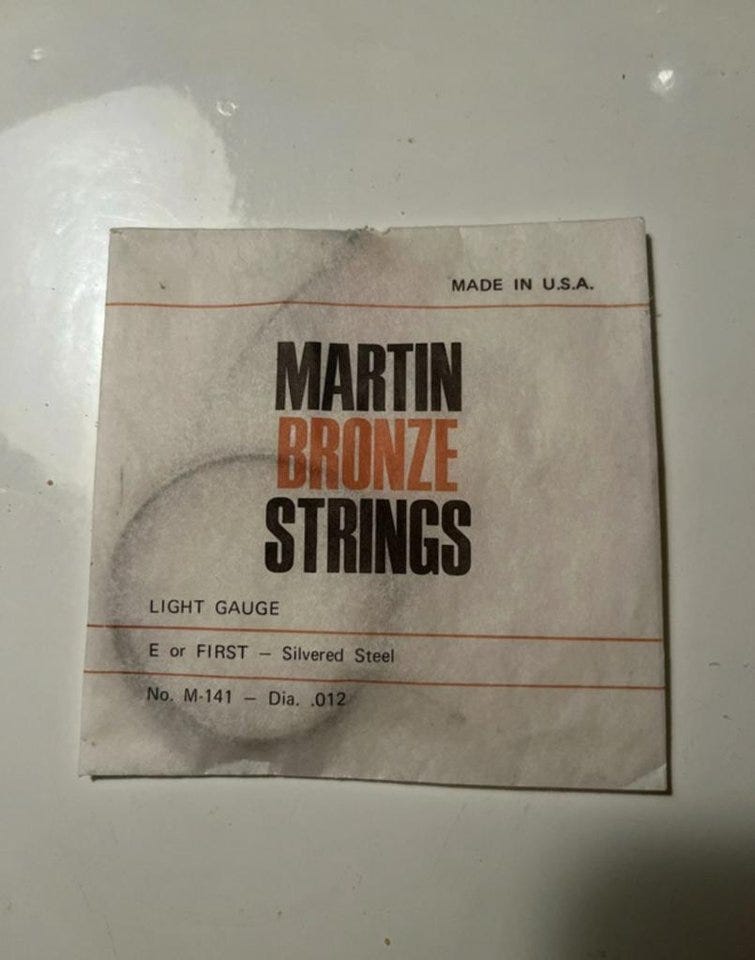 MADE IN U.S.A.
MARTIN
BRONZE
STRINGS
LIGHT GAUGE
E or FIRST – Silvered Steel
No. M-141 – Dia. .012